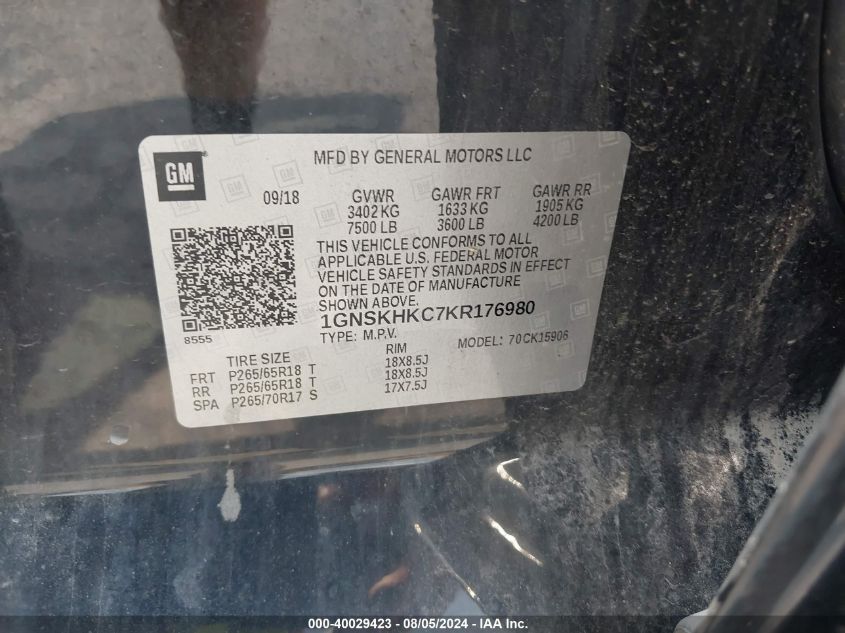 GM
MFD BY GENERAL MOTORS LLC
09/18 GVWR GAWR FRT GAWR RR
3402 KG 1633 KG 1905 KG
7500 LB 3600 LB 4200 LB
THIS VEHICLE CONFORMS TO ALL
APPLICABLE U.S. FEDERAL MOTOR
VEHICLE SAFETY STANDARDS IN EFFECT
ON THE DATE OF MANUFACTURE
SHOWN ABOVE.
1GNSKHKC7KR176980
8555 TYPE: M.P.V. MODEL: 70CK15906
TIRE SIZE RIM
FRT P265/65R18 T 18X8.5J
RR P265/65R18 T 18X8.5J
SPA P265/70R17 S 17X7.5J
000-40029423 - 08/05/2024 - IAA Inc.